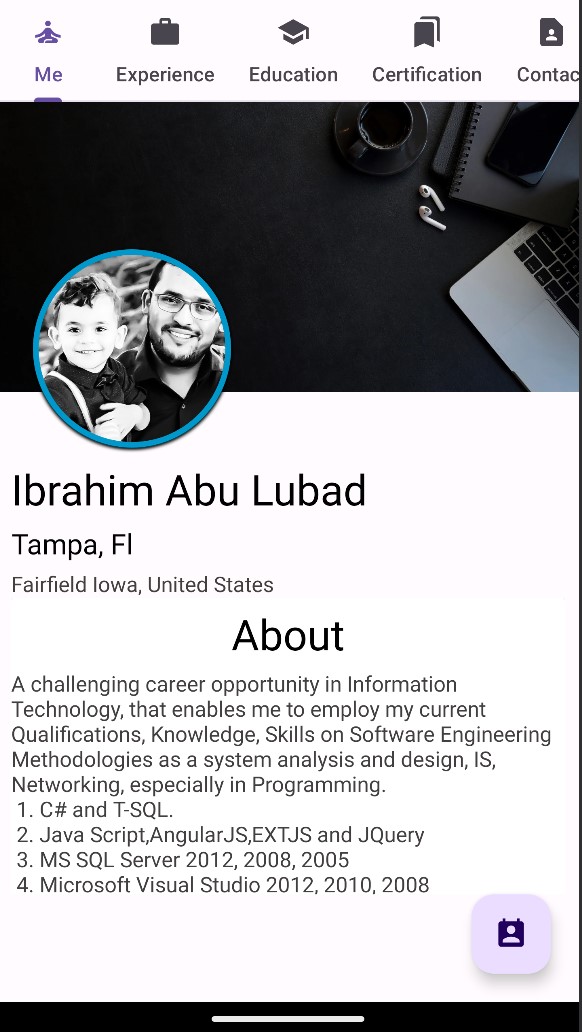 Me Experience Education Certification Contac
Ibrahim Abu Lubad
Tampa, Fl
Fairfield Iowa, United States
About
A challenging career opportunity in Information
Technology, that enables me to employ my current
Qualifications, Knowledge, Skills on Software Engineering
Methodologies as a system analysis and design, IS,
Networking, especially in Programming.
1. C# and T-SQL.
2. Java Script,AngularJS,EXTJS and JQuery
3. MS SQL Server 2012, 2008, 2005
4. Microsoft Visual Studio 2012, 2010, 2008